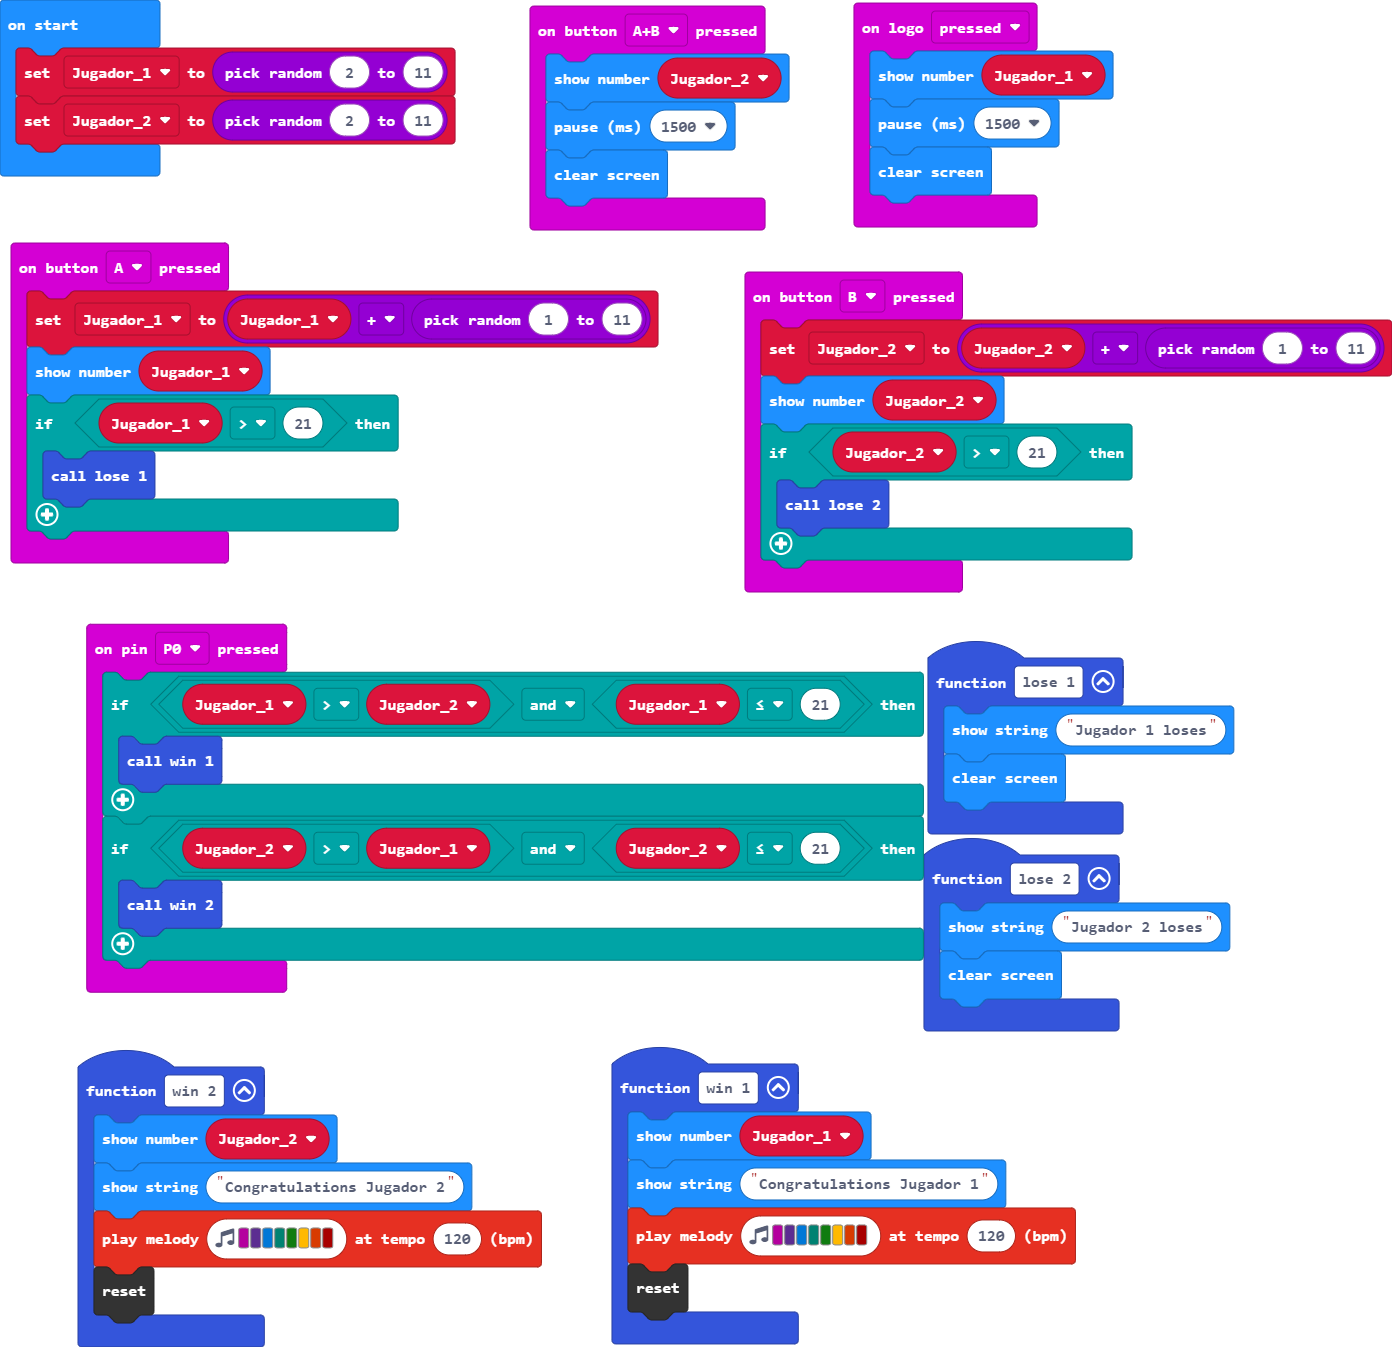 on start
set Jugador_1 to pick random 2 to 11
set Jugador_2 to pick random 2 to 11
on button A+B pressed
show number Jugador_2
pause (ms) 1500
clear screen
on logo pressed
show number Jugador_1
pause (ms) 1500
clear screen
on button A pressed
set Jugador_1 to Jugador_1 + pick random 1 to 11
show number Jugador_1
if Jugador_1 > 21 then
call lose 1
on button B pressed
set Jugador_2 to Jugador_2 + pick random 1 to 11
show number Jugador_2
if Jugador_2 > 21 then
call lose 2
on pin P0 pressed
if Jugador_1 > Jugador_2 and Jugador_1 ≤ 21 then
call win 1
if Jugador_2 > Jugador_1 and Jugador_2 ≤ 21 then
call win 2
function lose 1
show string "Jugador 1 loses"
clear screen
function lose 2
show string "Jugador 2 loses"
clear screen
function win 2
show number Jugador_2
show string "Congratulations Jugador 2"
play melody at tempo 120 (bpm)
reset
function win 1
show number Jugador_1
show string "Congratulations Jugador 1"
play melody at tempo 120 (bpm)
reset